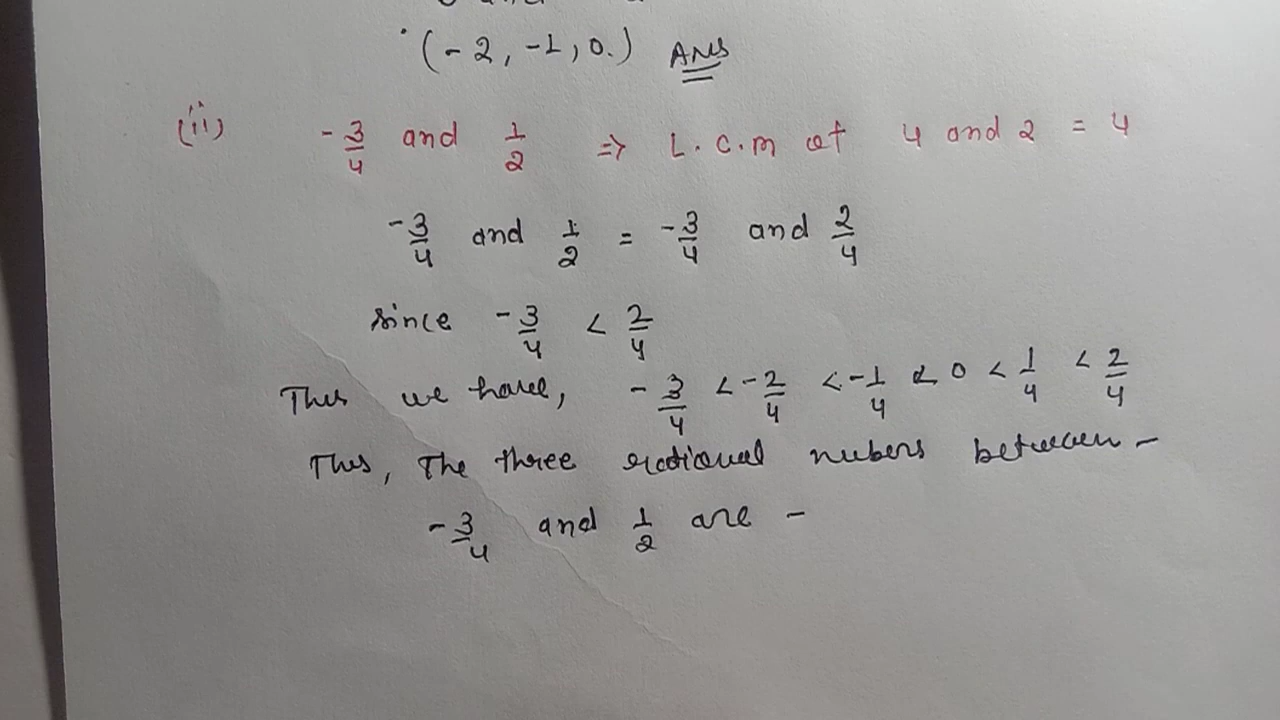 (-2, -1, 0.) Ans
(ii) -3/4 and 1/2 => L.C.M of 4 and 2 = 4
-3/4 and 1/2 = -3/4 and 2/4
since -3/4 < 2/4
Thus we have, -3/4 < -2/4 < -1/4 < 0 < 1/4 < 2/4
Thus, The three rational nubers between -
-3/4 and 1/2 are -